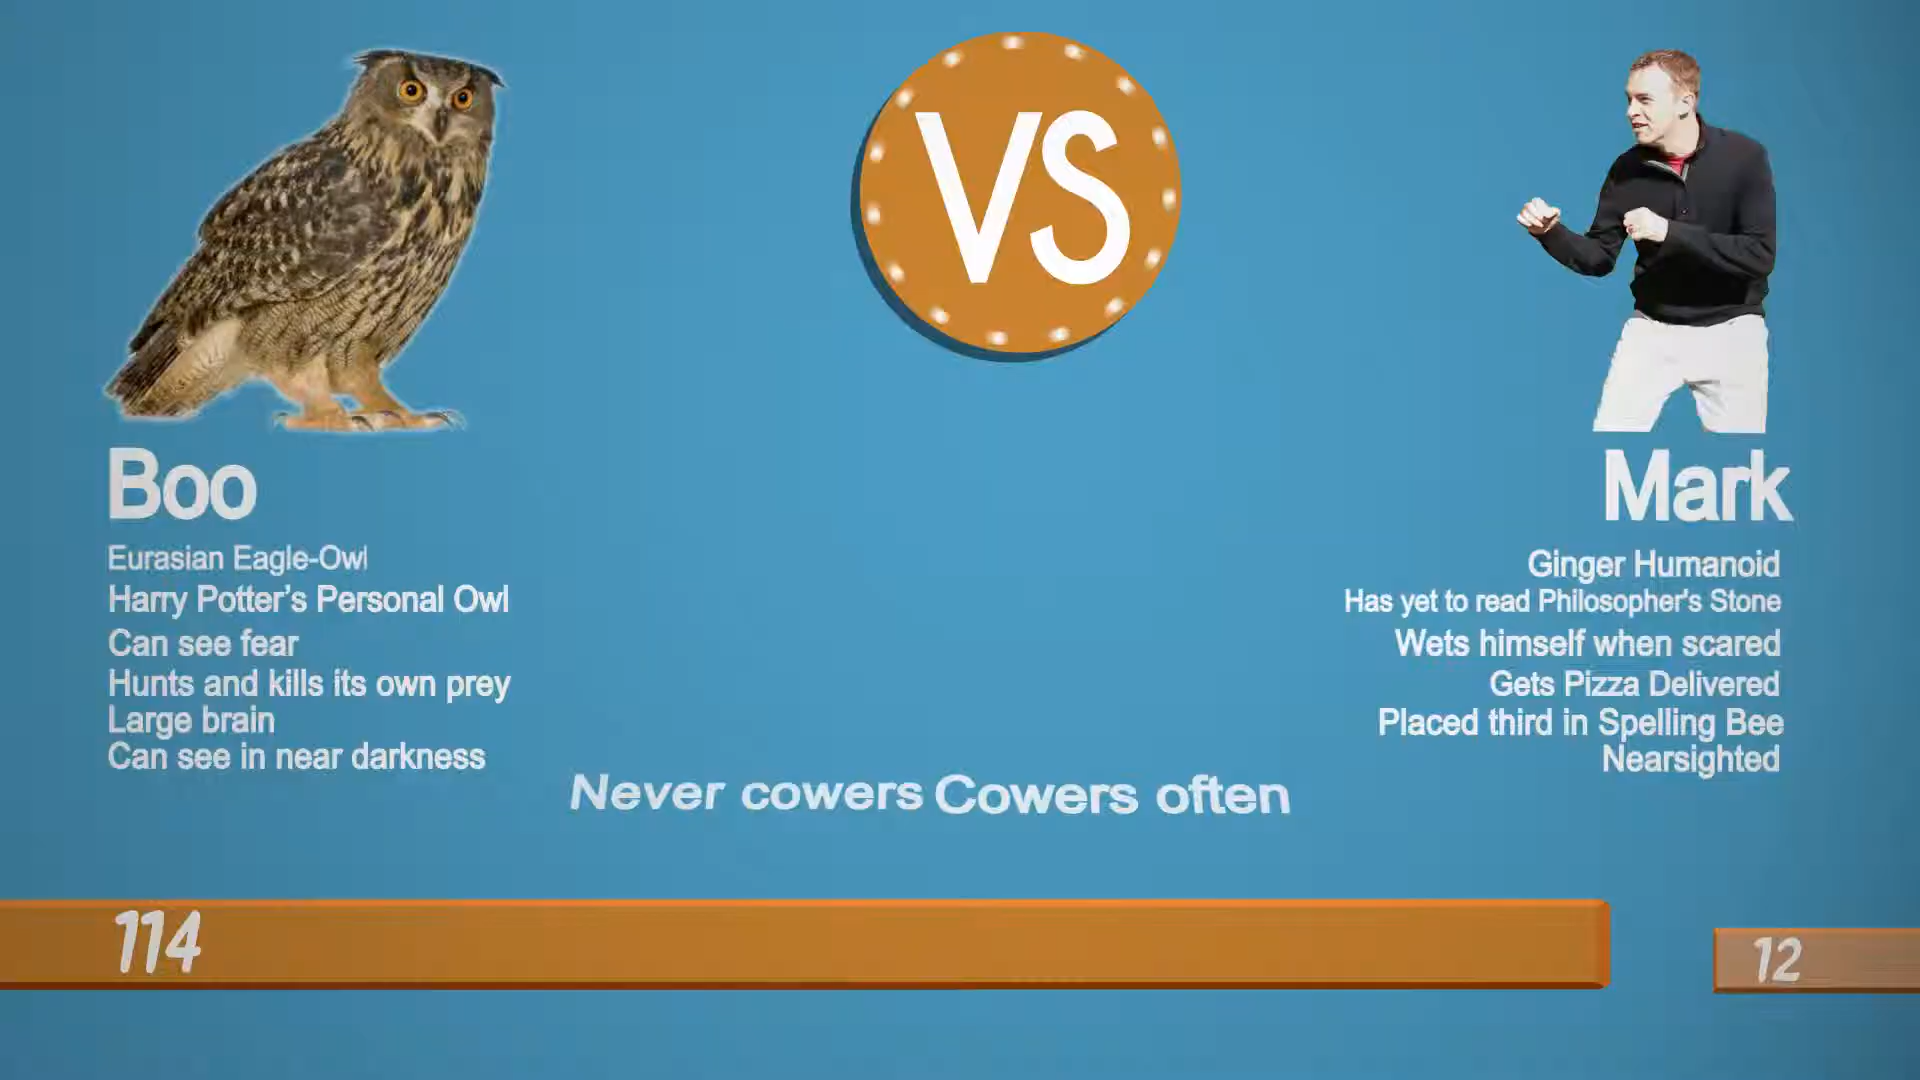 VS
Boo
Eurasian Eagle-Owl
Harry Potter’s Personal Owl
Can see fear
Hunts and kills its own prey
Large brain
Can see in near darkness
Never cowers
114
Mark
Ginger Humanoid
Has yet to read Philosopher's Stone
Wets himself when scared
Gets Pizza Delivered
Placed third in Spelling Bee
Nearsighted
Cowers often
12